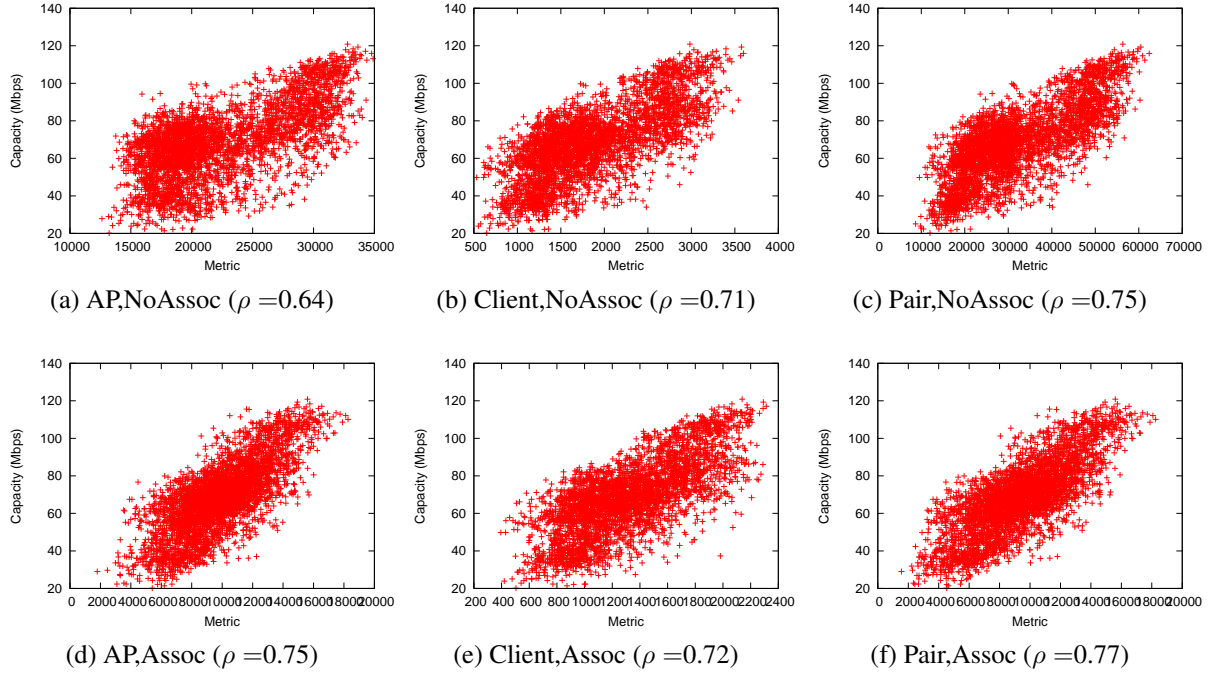 140
120
100
80
60
40
20
10000 15000 20000 25000 30000 35000
Capacity (Mbps)
Metric
(a) AP,NoAssoc (ρ =0.64)
140
120
100
80
60
40
20
500 1000 1500 2000 2500 3000 3500 4000
Capacity (Mbps)
Metric
(b) Client,NoAssoc (ρ =0.71)
140
120
100
80
60
40
20
0 10000 20000 30000 40000 50000 60000 70000
Capacity (Mbps)
Metric
(c) Pair,NoAssoc (ρ =0.75)
140
120
100
80
60
40
20
0 2000 4000 6000 8000 10000 12000 14000 16000 18000 20000
Capacity (Mbps)
Metric
(d) AP,Assoc (ρ =0.75)
140
120
100
80
60
40
20
200 400 600 800 1000 1200 1400 1600 1800 2000 2200 2400
Capacity (Mbps)
Metric
(e) Client,Assoc (ρ =0.72)
140
120
100
80
60
40
20
0 2000 4000 6000 8000 10000 12000 14000 16000 18000 20000
Capacity (Mbps)
Metric
(f) Pair,Assoc (ρ =0.77)